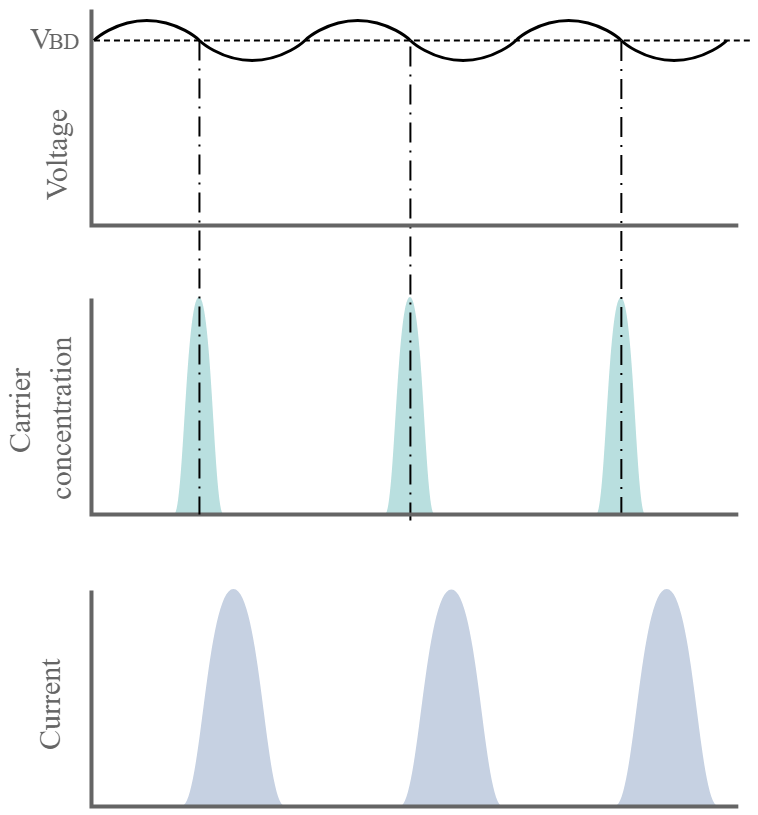 VBD
Voltage
Carrier
concentration
Current